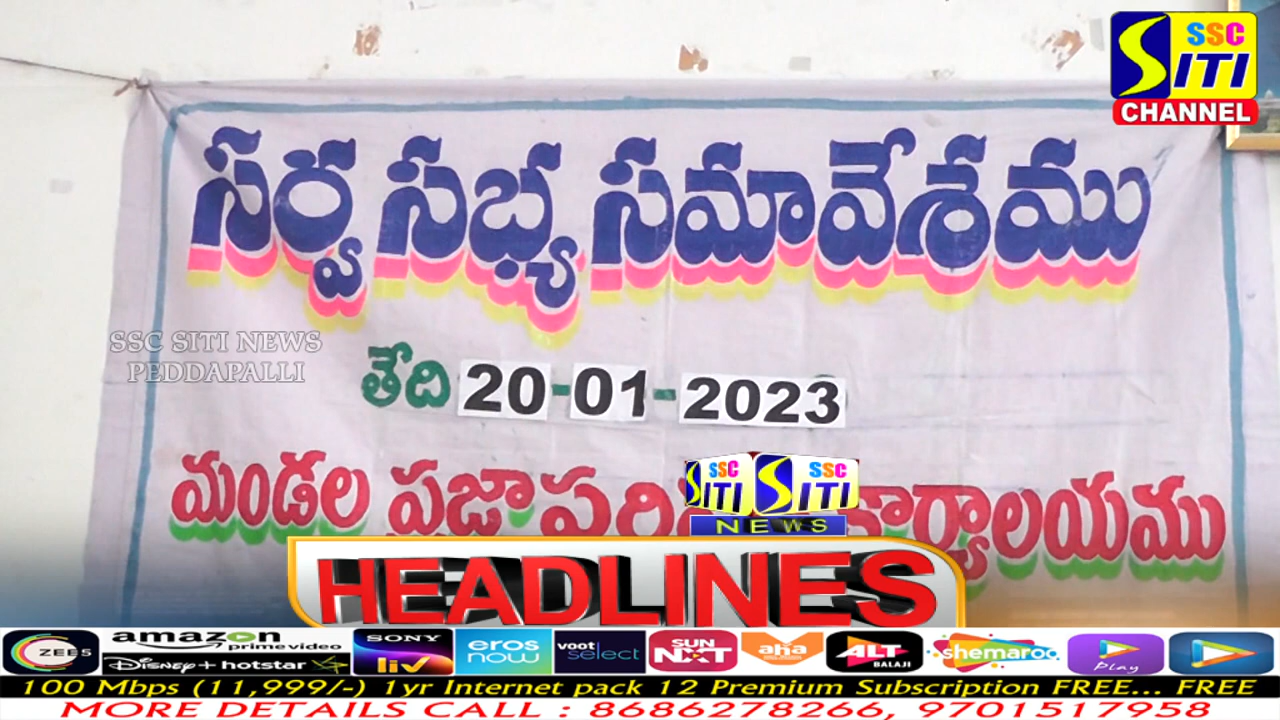 SSC
SITI
CHANNEL
సర్వ సభ్య సమావేశము
SSC SITI NEWS
PEDDAPALLI
తేది 20-01-2023
మండల ప్రజా పరిషత్ కార్యాలయము
SSC SITI SSC SITI
NEWS
HEADLINES
ZEE5 amazon primevideo Disney+ hotstar SONY liv eros now voot select SUN NXT aha ALT BALAJI shemaroo Play
100 Mbps (11,999/-) 1yr Internet pack 12 Premium Subscription FREE... FREE
MORE DETAILS CALL : 8686278266, 9701517958